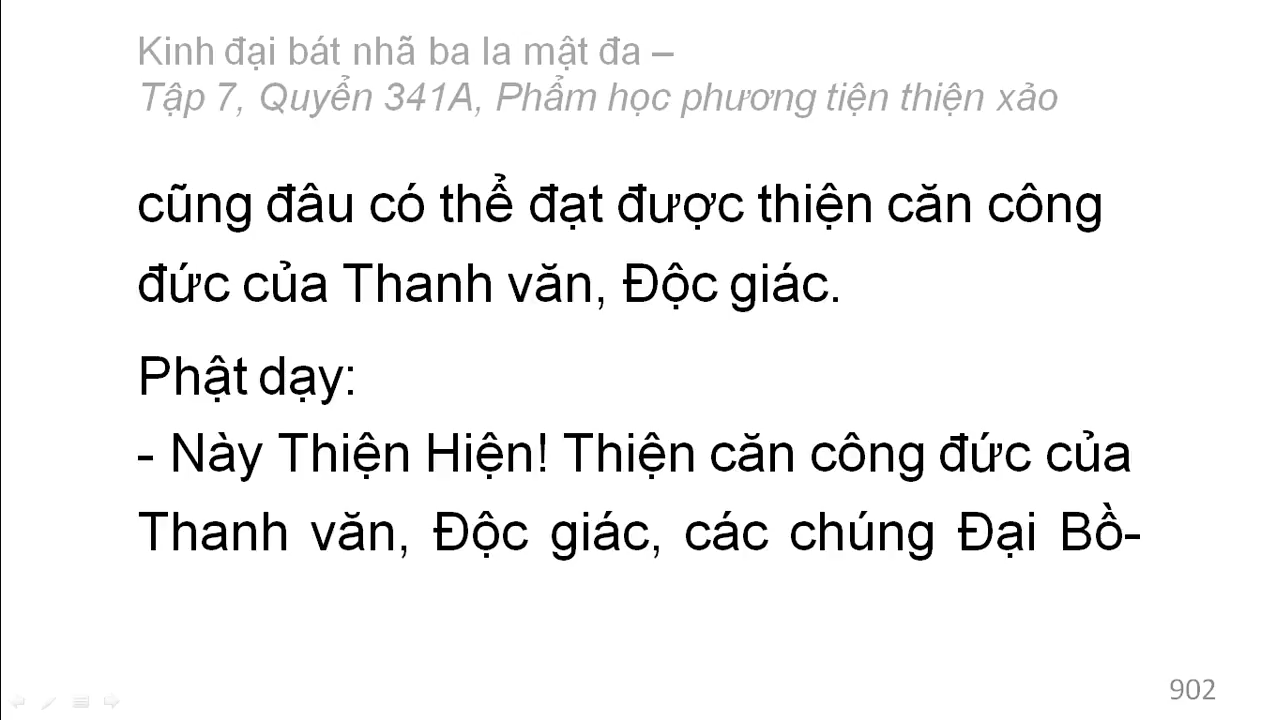 Kinh đại bát nhã ba la mật đa –
Tập 7, Quyển 341A, Phẩm học phương tiện thiện xảo
cũng đâu có thể đạt được thiện căn công
đức của Thanh văn, Độc giác.
Phật dạy:
- Này Thiện Hiện! Thiện căn công đức của
Thanh văn, Độc giác, các chúng Đại Bồ-
902